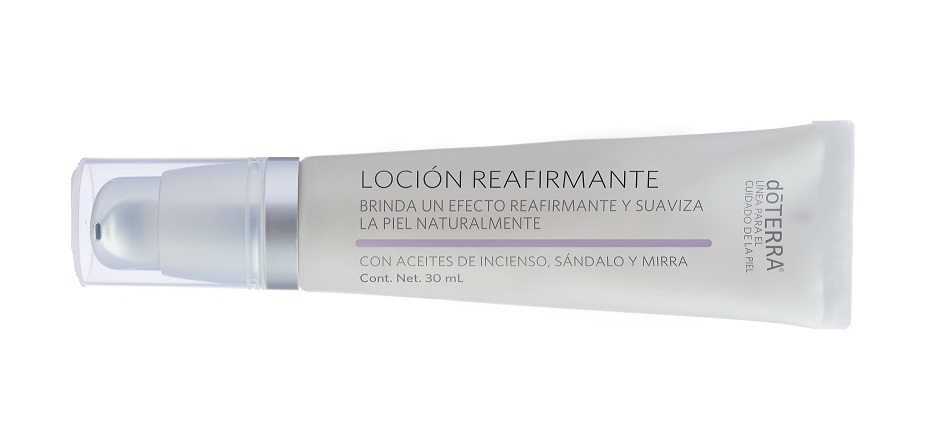 LOCIÓN REAFIRMANTE
BRINDA UN EFECTO REAFIRMANTE Y SUAVIZA
LA PIEL NATURALMENTE
CON ACEITES DE INCIENSO, SÁNDALO Y MIRRA
Cont. Net. 30 mL
dōTERRA®
LÍNEA PARA EL
CUIDADO DE LA PIEL